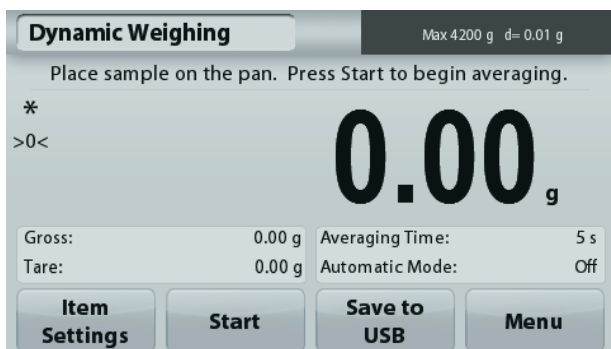 Dynamic Weighing
Max 4200 g d= 0.01 g
Place sample on the pan. Press Start to begin averaging.
*
>0<
0.00 g
Gross: 0.00 g
Tare: 0.00 g
Averaging Time: 5 s
Automatic Mode: Off
Item Settings
Start
Save to USB
Menu